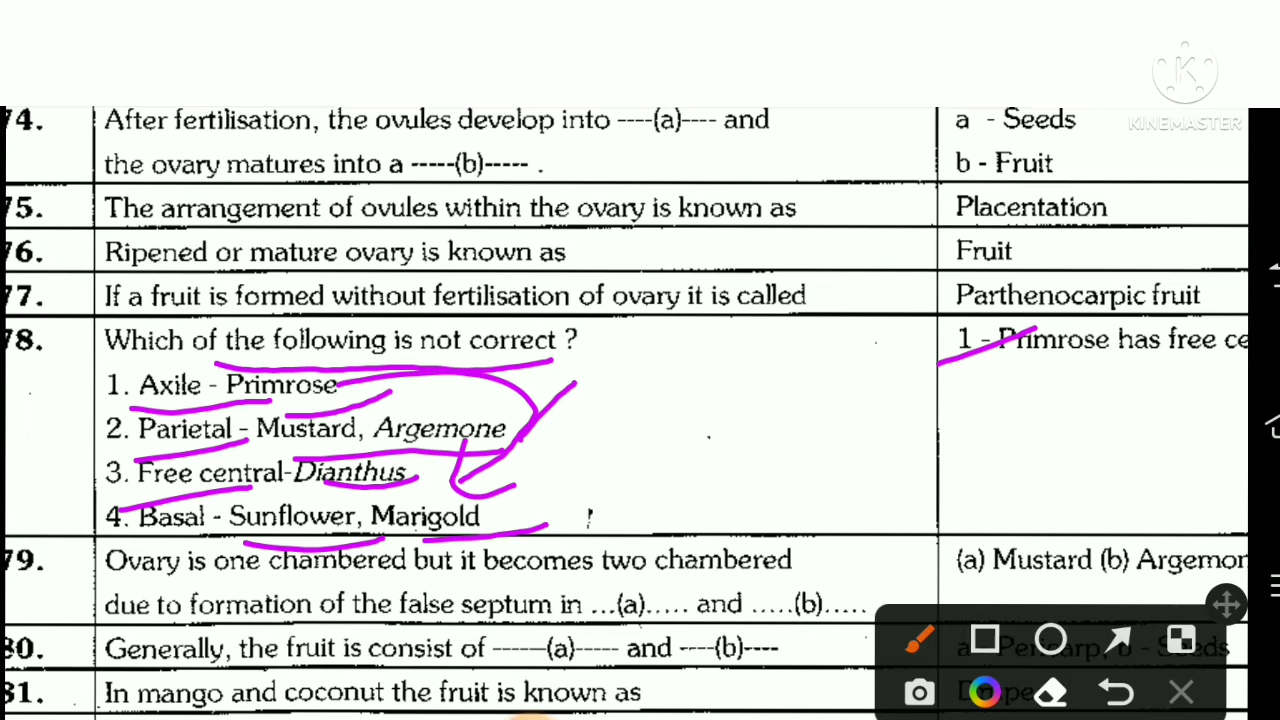 KINEMASTER
74. After fertilisation, the ovules develop into ----(a)---- and a - Seeds
the ovary matures into a -----(b)----- . b - Fruit
75. The arrangement of ovules within the ovary is known as Placentation
76. Ripened or mature ovary is known as Fruit
77. If a fruit is formed without fertilisation of ovary it is called Parthenocarpic fruit
78. Which of the following is not correct ? 1 - Primrose has free ce
1. Axile - Primrose
2. Parietal - Mustard, Argemone
3. Free central-Dianthus
4. Basal - Sunflower, Marigold
79. Ovary is one chambered but it becomes two chambered (a) Mustard (b) Argemon
due to formation of the false septum in ...(a)..... and .....(b).....
80. Generally, the fruit is consist of ------(a)----- and ----(b)---- a - Pericarp, b - Seeds
81. In mango and coconut the fruit is known as Drupe